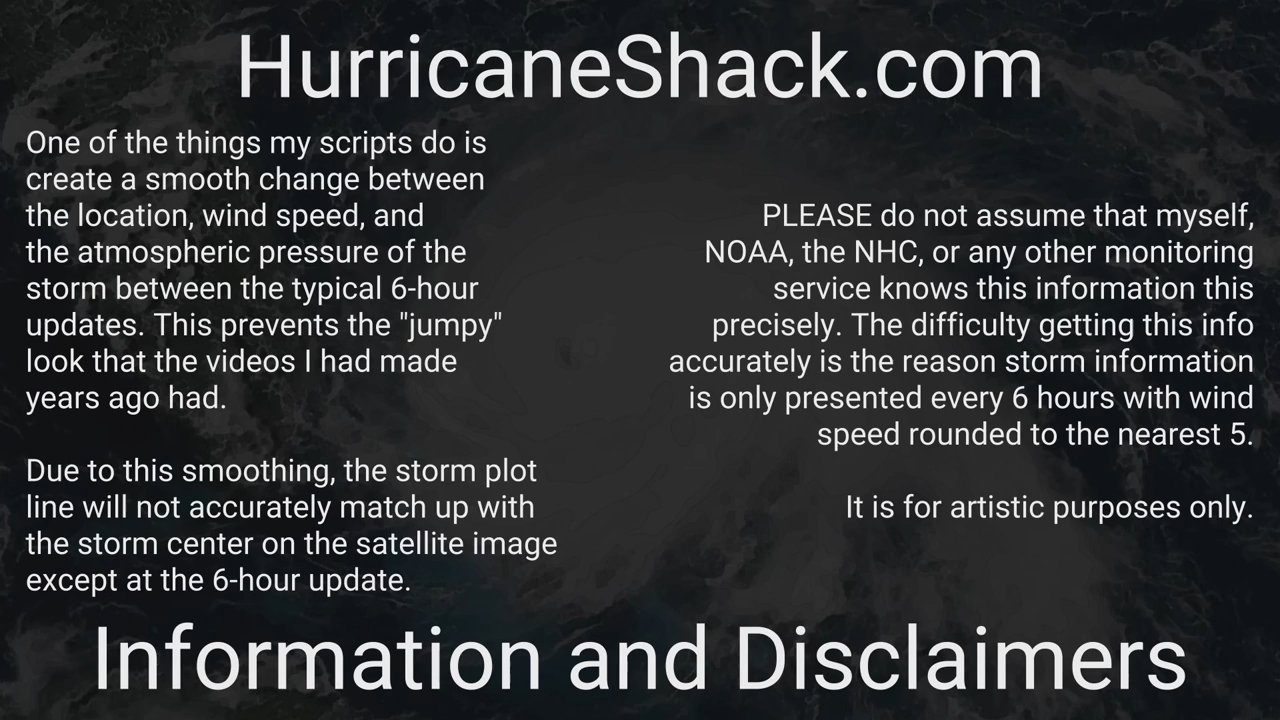 HurricaneShack.com
One of the things my scripts do is
create a smooth change between
the location, wind speed, and
the atmospheric pressure of the
storm between the typical 6-hour
updates. This prevents the "jumpy"
look that the videos I had made
years ago had.
Due to this smoothing, the storm plot
line will not accurately match up with
the storm center on the satellite image
except at the 6-hour update.
PLEASE do not assume that myself,
NOAA, the NHC, or any other monitoring
service knows this information this
precisely. The difficulty getting this info
accurately is the reason storm information
is only presented every 6 hours with wind
speed rounded to the nearest 5.
It is for artistic purposes only.
Information and Disclaimers